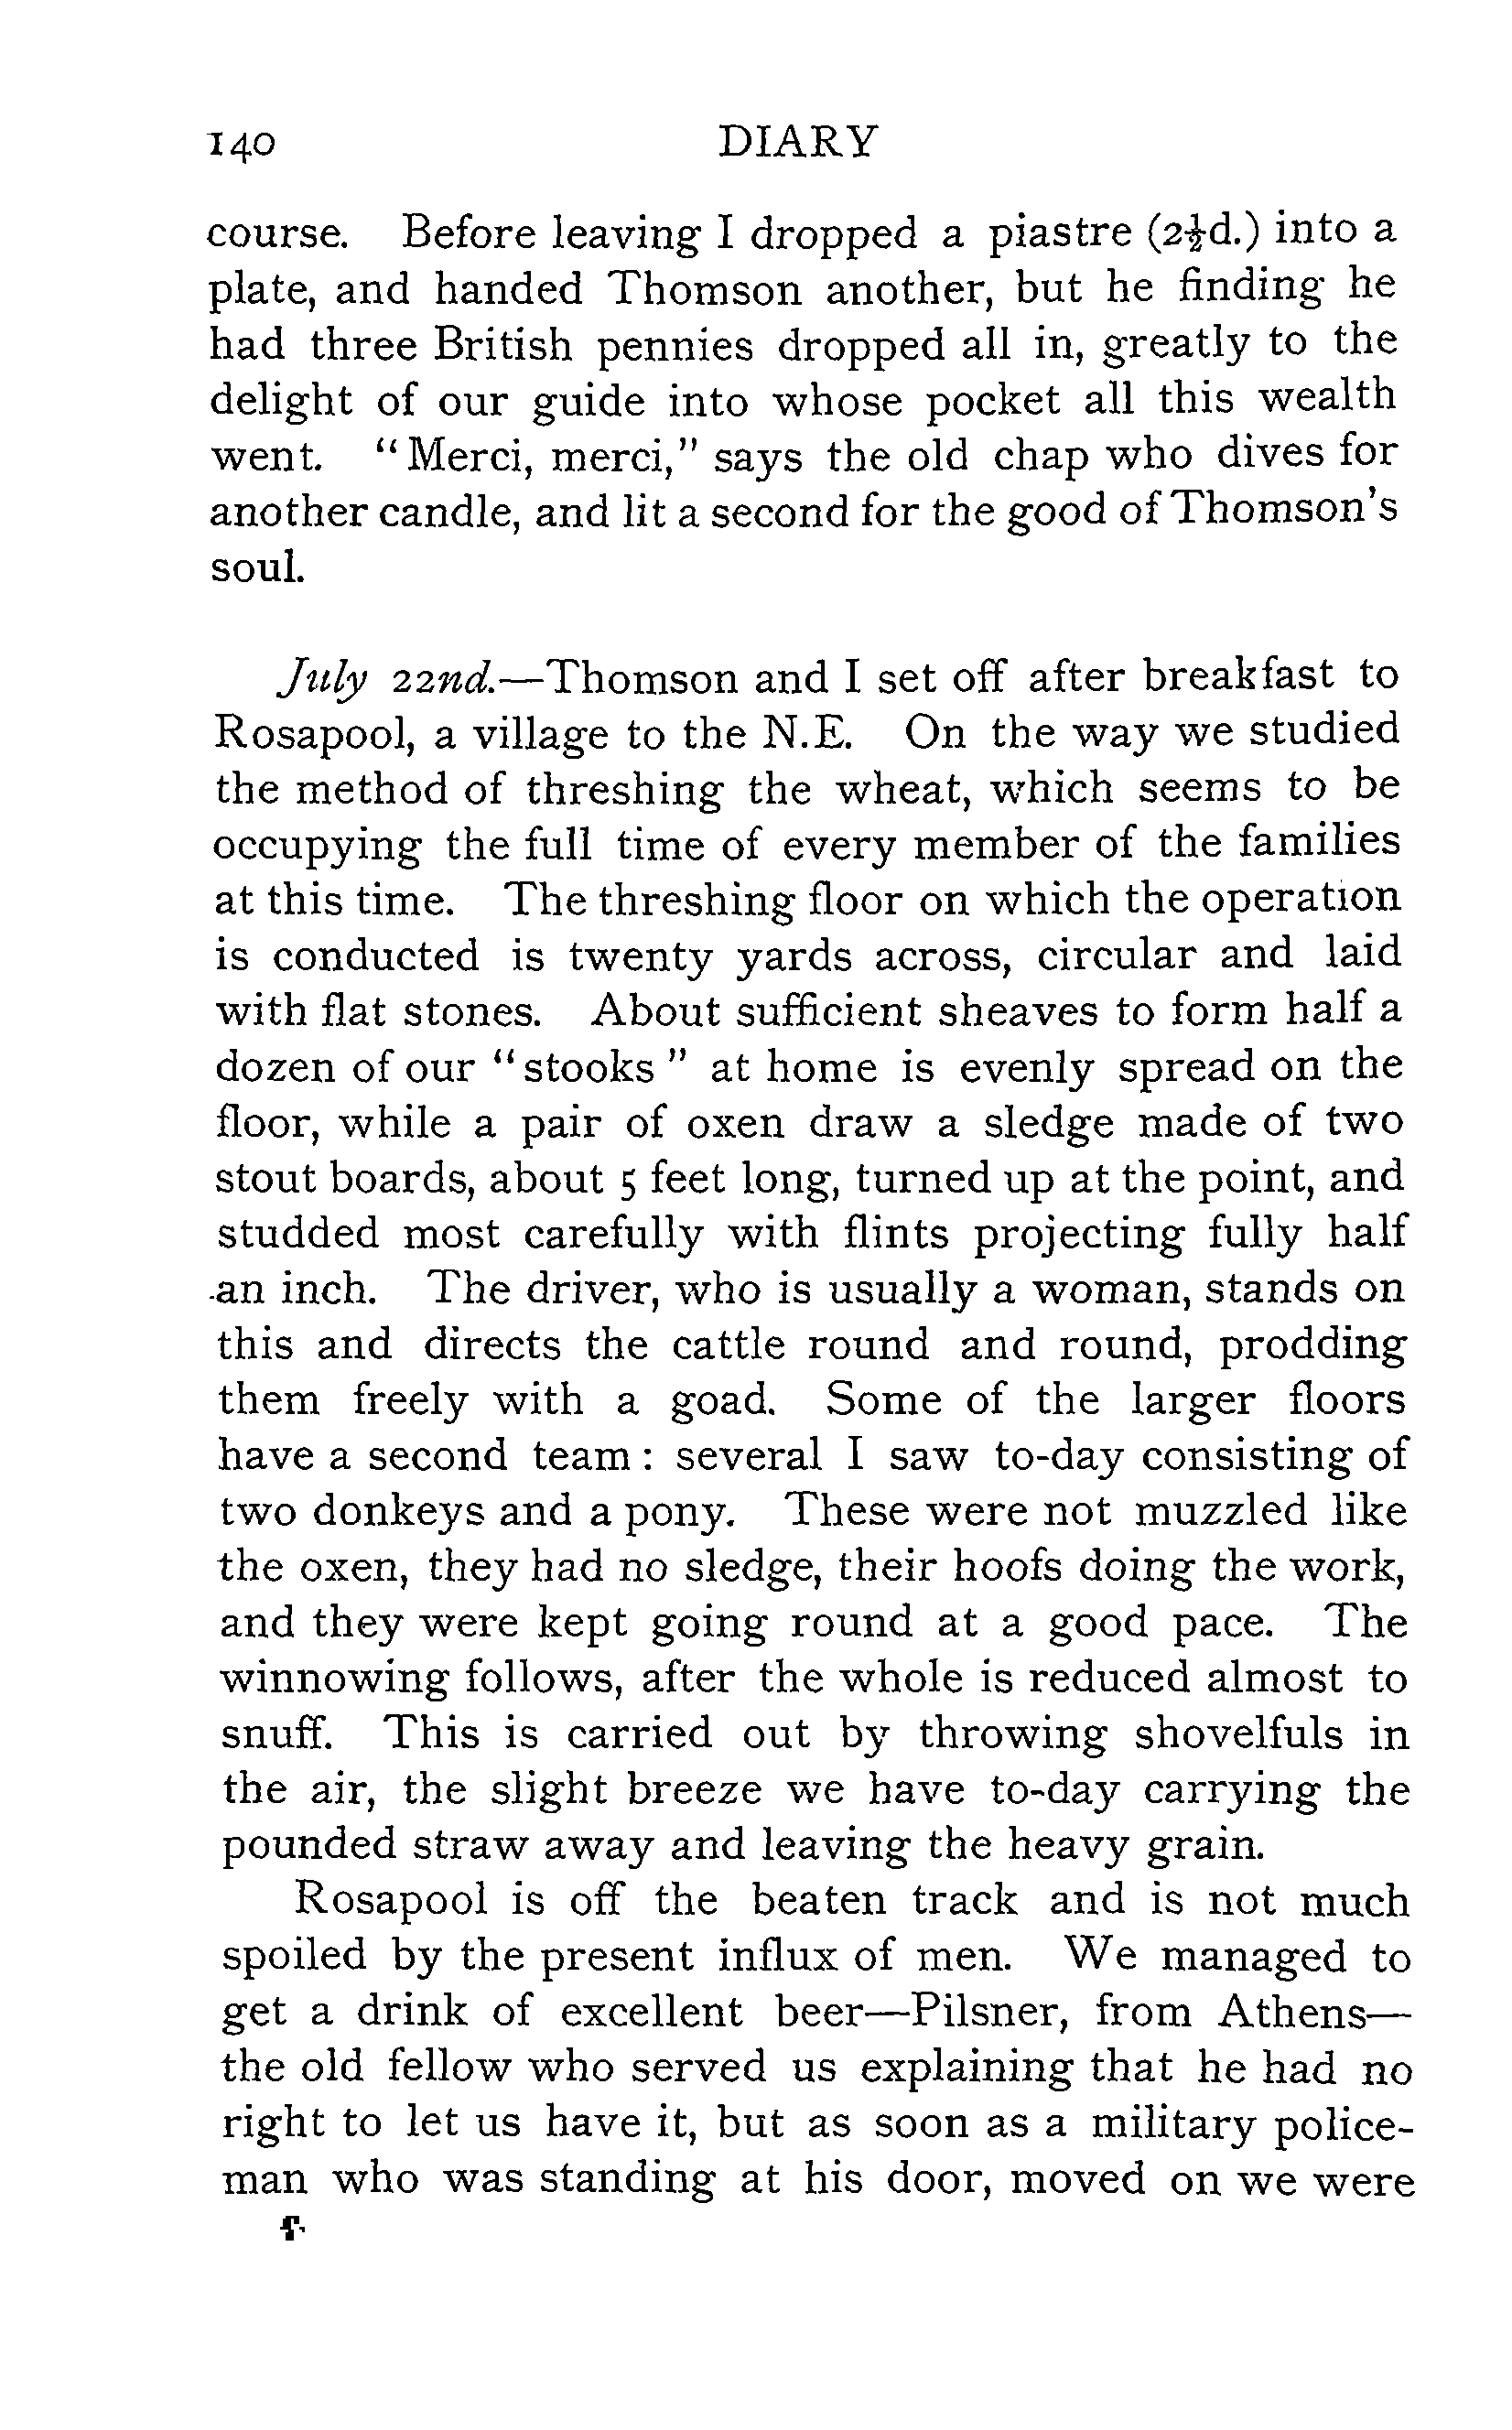 140 DIARY
course. Before leaving I dropped a piastre (2½d.) into a
plate, and handed Thomson another, but he finding he
had three British pennies dropped all in, greatly to the
delight of our guide into whose pocket all this wealth
went. “Merci, merci,” says the old chap who dives for
another candle, and lit a second for the good of Thomson's
soul.
July 22nd.—Thomson and I set off after breakfast to
Rosapool, a village to the N.E. On the way we studied
the method of threshing the wheat, which seems to be
occupying the full time of every member of the families
at this time. The threshing floor on which the operation
is conducted is twenty yards across, circular and laid
with flat stones. About sufficient sheaves to form half a
dozen of our “stooks” at home is evenly spread on the
floor, while a pair of oxen draw a sledge made of two
stout boards, about 5 feet long, turned up at the point, and
studded most carefully with flints projecting fully half
an inch. The driver, who is usually a woman, stands on
this and directs the cattle round and round, prodding
them freely with a goad. Some of the larger floors
have a second team: several I saw to-day consisting of
two donkeys and a pony. These were not muzzled like
the oxen, they had no sledge, their hoofs doing the work,
and they were kept going round at a good pace. The
winnowing follows, after the whole is reduced almost to
snuff. This is carried out by throwing shovelfuls in
the air, the slight breeze we have to-day carrying the
pounded straw away and leaving the heavy grain.
Rosapool is off the beaten track and is not much
spoiled by the present influx of men. We managed to
get a drink of excellent beer—Pilsner, from Athens—
the old fellow who served us explaining that he had no
right to let us have it, but as soon as a military police-
man who was standing at his door, moved on we were